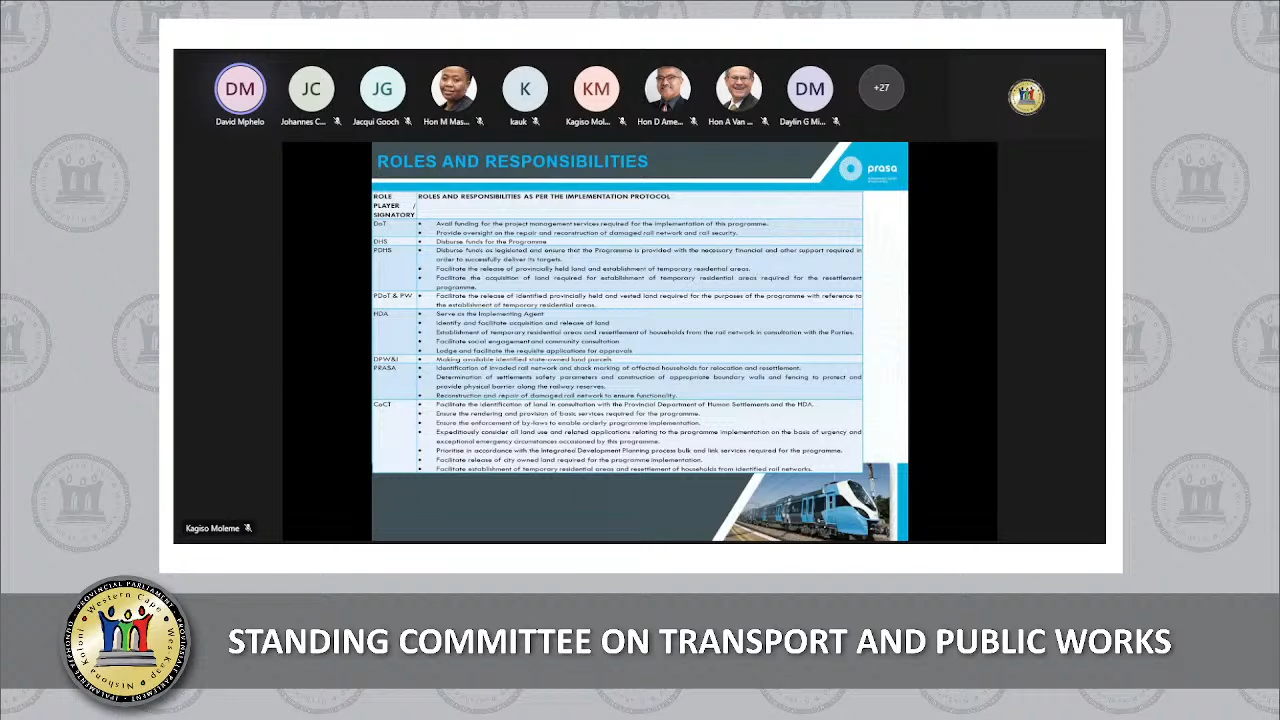 DM
JC
JG
K
KM
DM
+27
David Mphelo
Johannes C...
Jacqui Gooch
Hon M Mas...
kauk
Kagiso Mol...
Hon D Ame...
Hon A Van ...
Daylin G Mi...
ROLES AND RESPONSIBILITIES
prasa
ROLE PLAYER / SIGNATORY
ROLES AND RESPONSIBILITIES AS PER THE IMPLEMENTATION PROTOCOL
DoT
• Avail funding for the project management services required for the implementation of this programme.
• Provide oversight on the repair and reconstruction of damaged rail network and rail security.
DHS
• Disburse funds for the Programme
PDHS
• Disburse funds as legislated and ensure that the Programme is provided with the necessary financial and other support required in
order to successfully deliver its targets.
• Facilitate the release of provincially held land and establishment of temporary residential areas.
• Facilitate the acquisition of land required for establishment of temporary residential areas required for the resettlement
programme.
PDoT & PW
• Facilitate the release of identified provincially held and vested land required for the purposes of the programme with reference to
the establishment of temporary residential areas.
HDA
• Serve as the Implementing Agent
• Identify and facilitate acquisition and release of land
• Establishment of temporary residential areas and resettlement of households from the rail network in consultation with the Parties.
• Facilitate social engagement and community consultation
• Lodge and facilitate the requisite applications for approvals
DPW&I
• Making available identified state-owned land parcels
PRASA
• Identification of invaded rail network and shack marking of affected households for relocation and resettlement.
• Determination of settlements safety parameters and construction of appropriate boundary walls and fencing to protect and
provide physical barrier along the railway reserves.
• Reconstruction and repair of damaged rail network to ensure functionality.
CoCT
• Facilitate the identification of land in consultation with the Provincial Department of Human Settlements and the HDA.
• Ensure the rendering and provision of basic services required for the programme.
• Ensure the enforcement of by-laws to enable orderly programme implementation.
• Expeditiously consider all land use and related applications relating to the programme implementation on the basis of urgency and
exceptional emergency circumstances occasioned by this programme.
• Prioritise in accordance with the Integrated Development Planning process bulk and link services required for the programme.
• Facilitate release of city owned land required for the programme implementation.
• Facilitate establishment of temporary residential areas and resettlement of households from identified rail networks.
Kagiso Moleme
PROVINCIAL PARLIAMENT
PROVINSIALE PARLEMENT
IPALAMENTE YEPHONDO
Western Cape
Wes-Kaap
Ntshona Koloni
STANDING COMMITTEE ON TRANSPORT AND PUBLIC WORKS